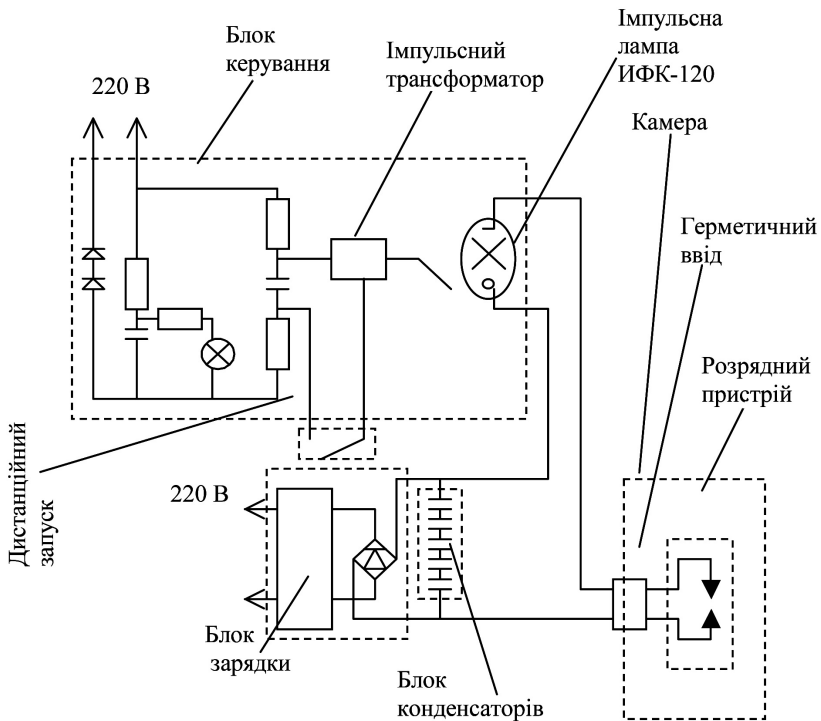 Блок
керування
Імпульсний
трансформатор
Імпульсна
лампа
ИФК-120
220 В
Камера
Герметичний
ввід
Розрядний
пристрій
Дистанційний
запуск
220 В
Блок
зарядки
Блок
конденсаторів